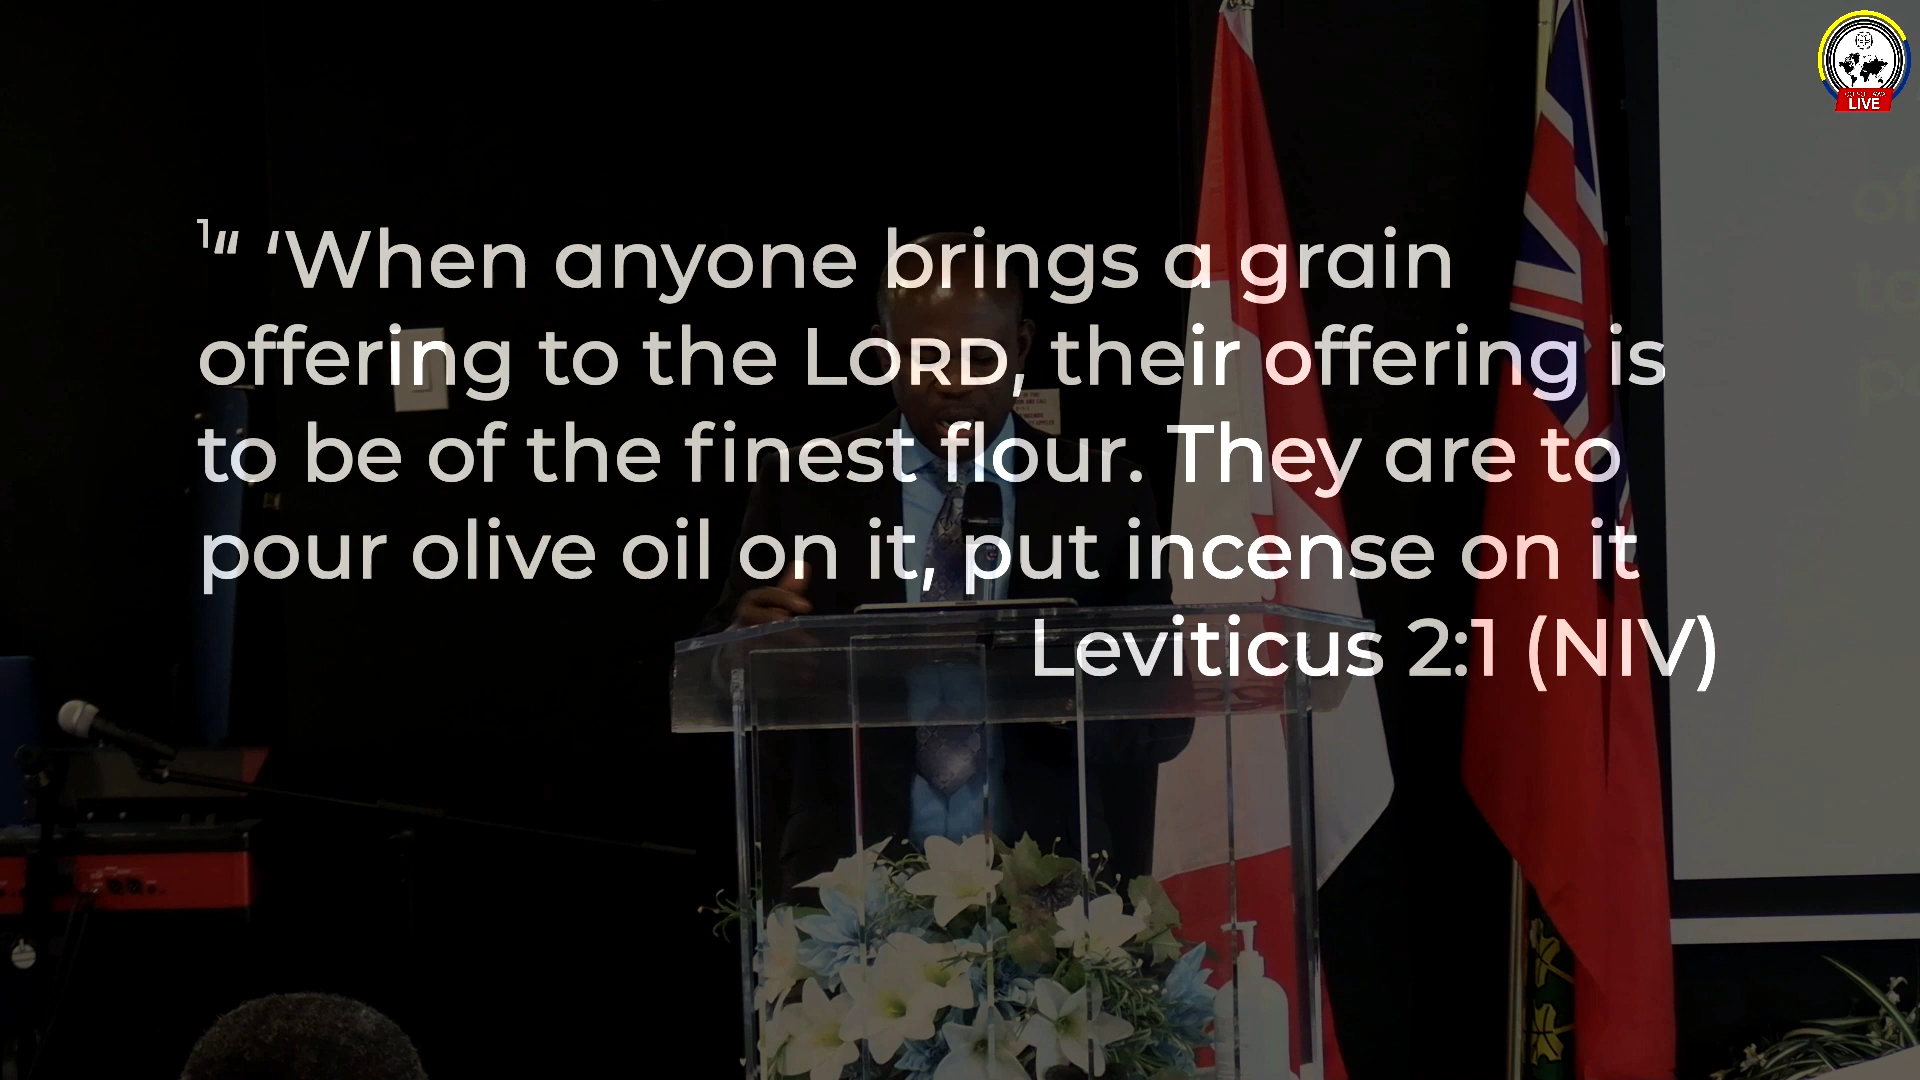 ¹“ ‘When anyone brings a grain
offering to the LORD, their offering is
to be of the finest flour. They are to
pour olive oil on it, put incense on it
Leviticus 2:1 (NIV)
LIVE